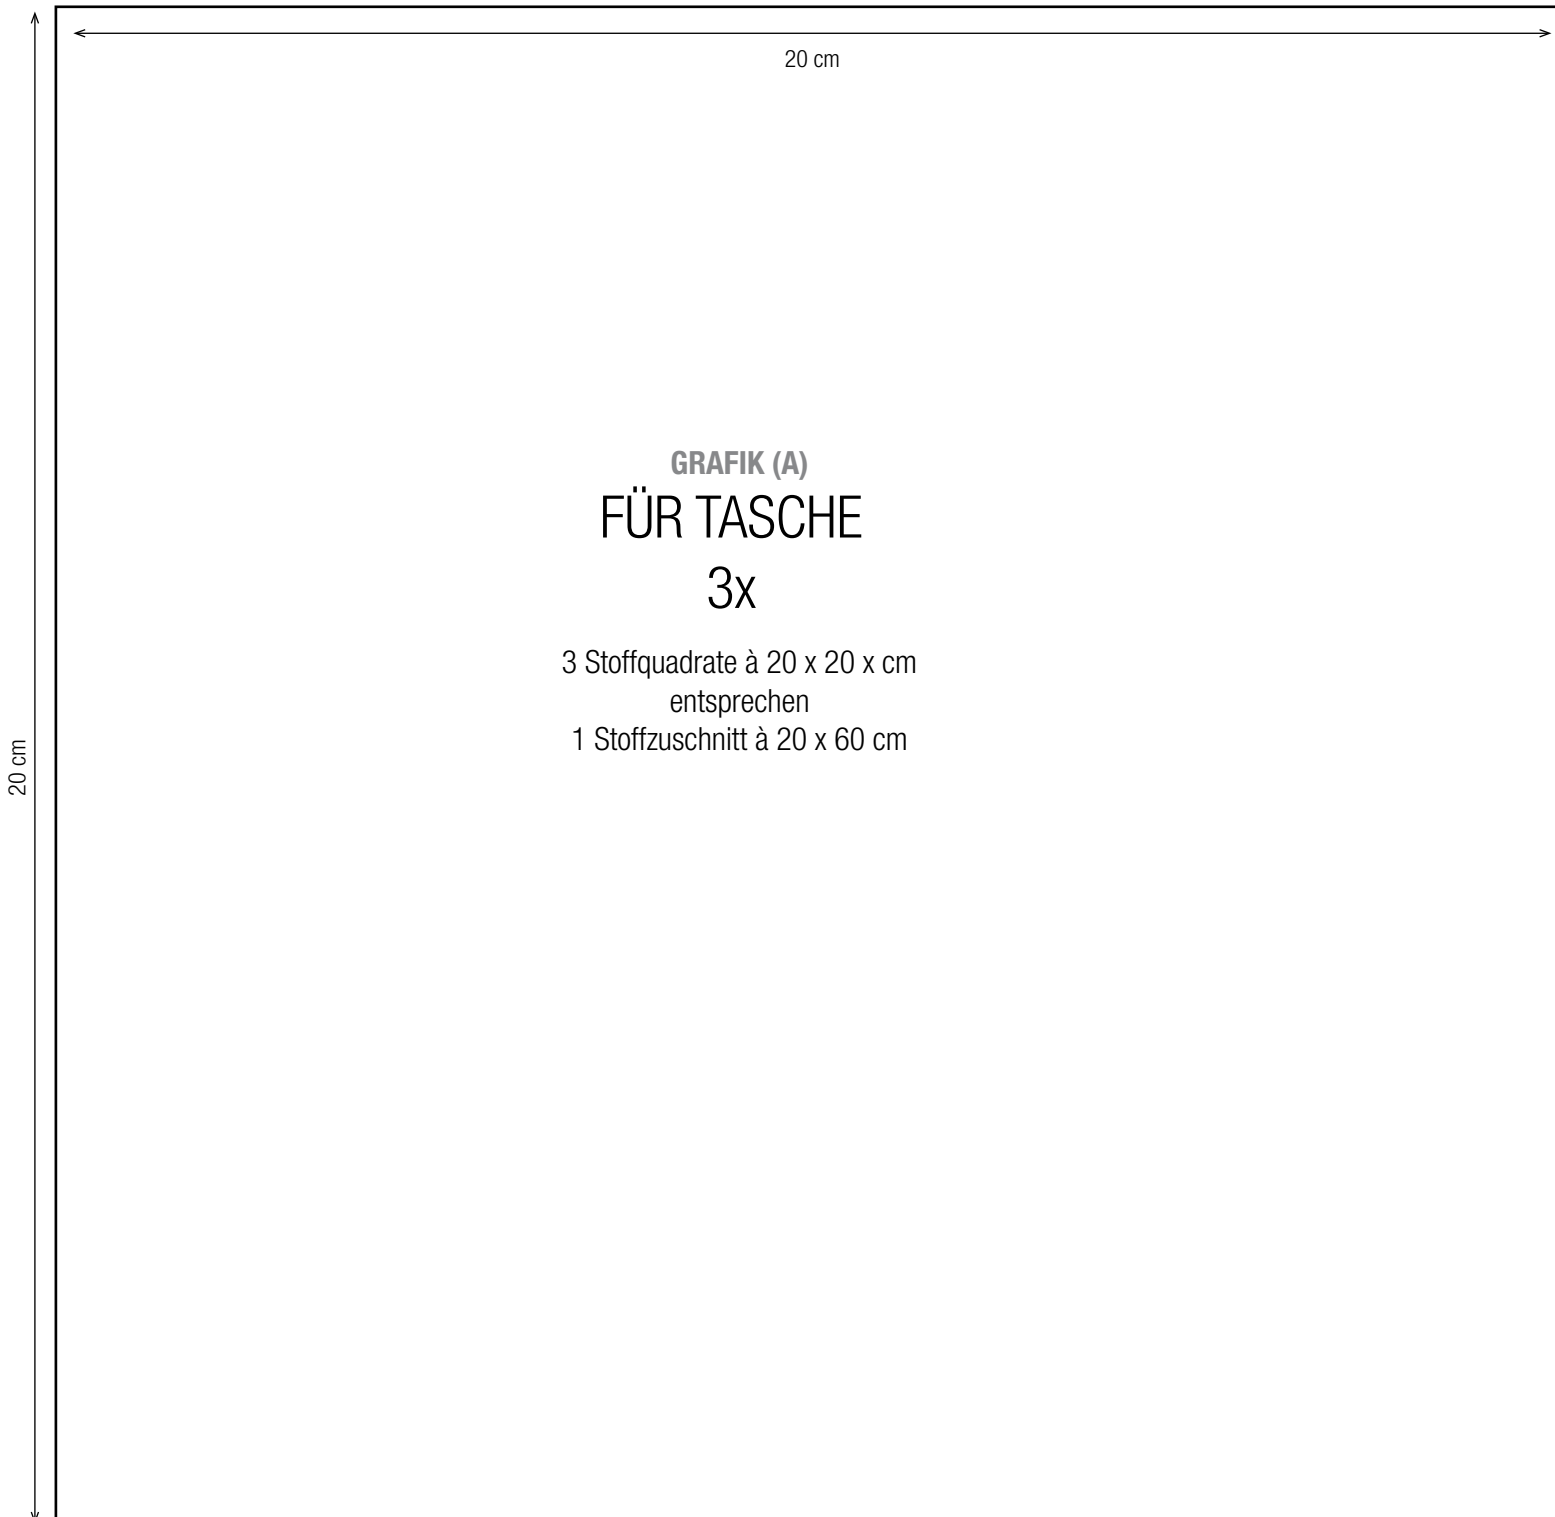 20 cm
GRAFIK (A)
FÜR TASCHE
3x
3 Stoffquadrate à 20 x 20 x cm
entsprechen
1 Stoffzuschnitt à 20 x 60 cm
20 cm